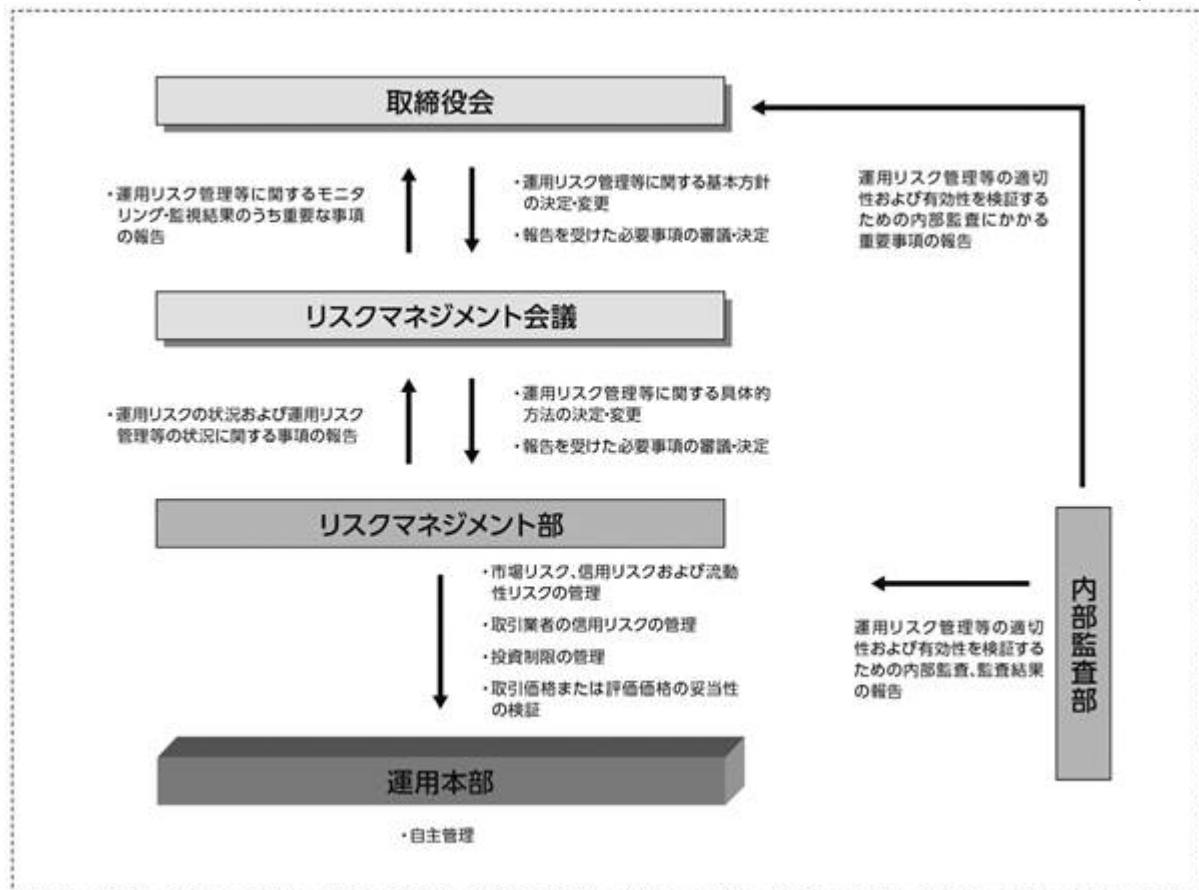 取締役会
・運用リスク管理等に関するモニタ
リング・監視結果のうち重要な事項
の報告
・運用リスク管理等に関する基本方針
の決定・変更
・報告を受けた必要事項の審議・決定
運用リスク管理等の適切
性および有効性を検証す
るための内部監査にかかる
重要事項の報告
リスクマネジメント会議
・運用リスクの状況および運用リスク
管理等の状況に関する事項の報告
・運用リスク管理等に関する具体的
方法の決定・変更
・報告を受けた必要事項の審議・決定
リスクマネジメント部
・市場リスク、信用リスクおよび流動
性リスクの管理
・取引業者の信用リスクの管理
・投資制限の管理
・取引価格または評価価格の妥当性
の検証
運用リスク管理等の適切
性および有効性を検証する
ための内部監査、監査結果
の報告
内部監査部
運用本部
・自主管理